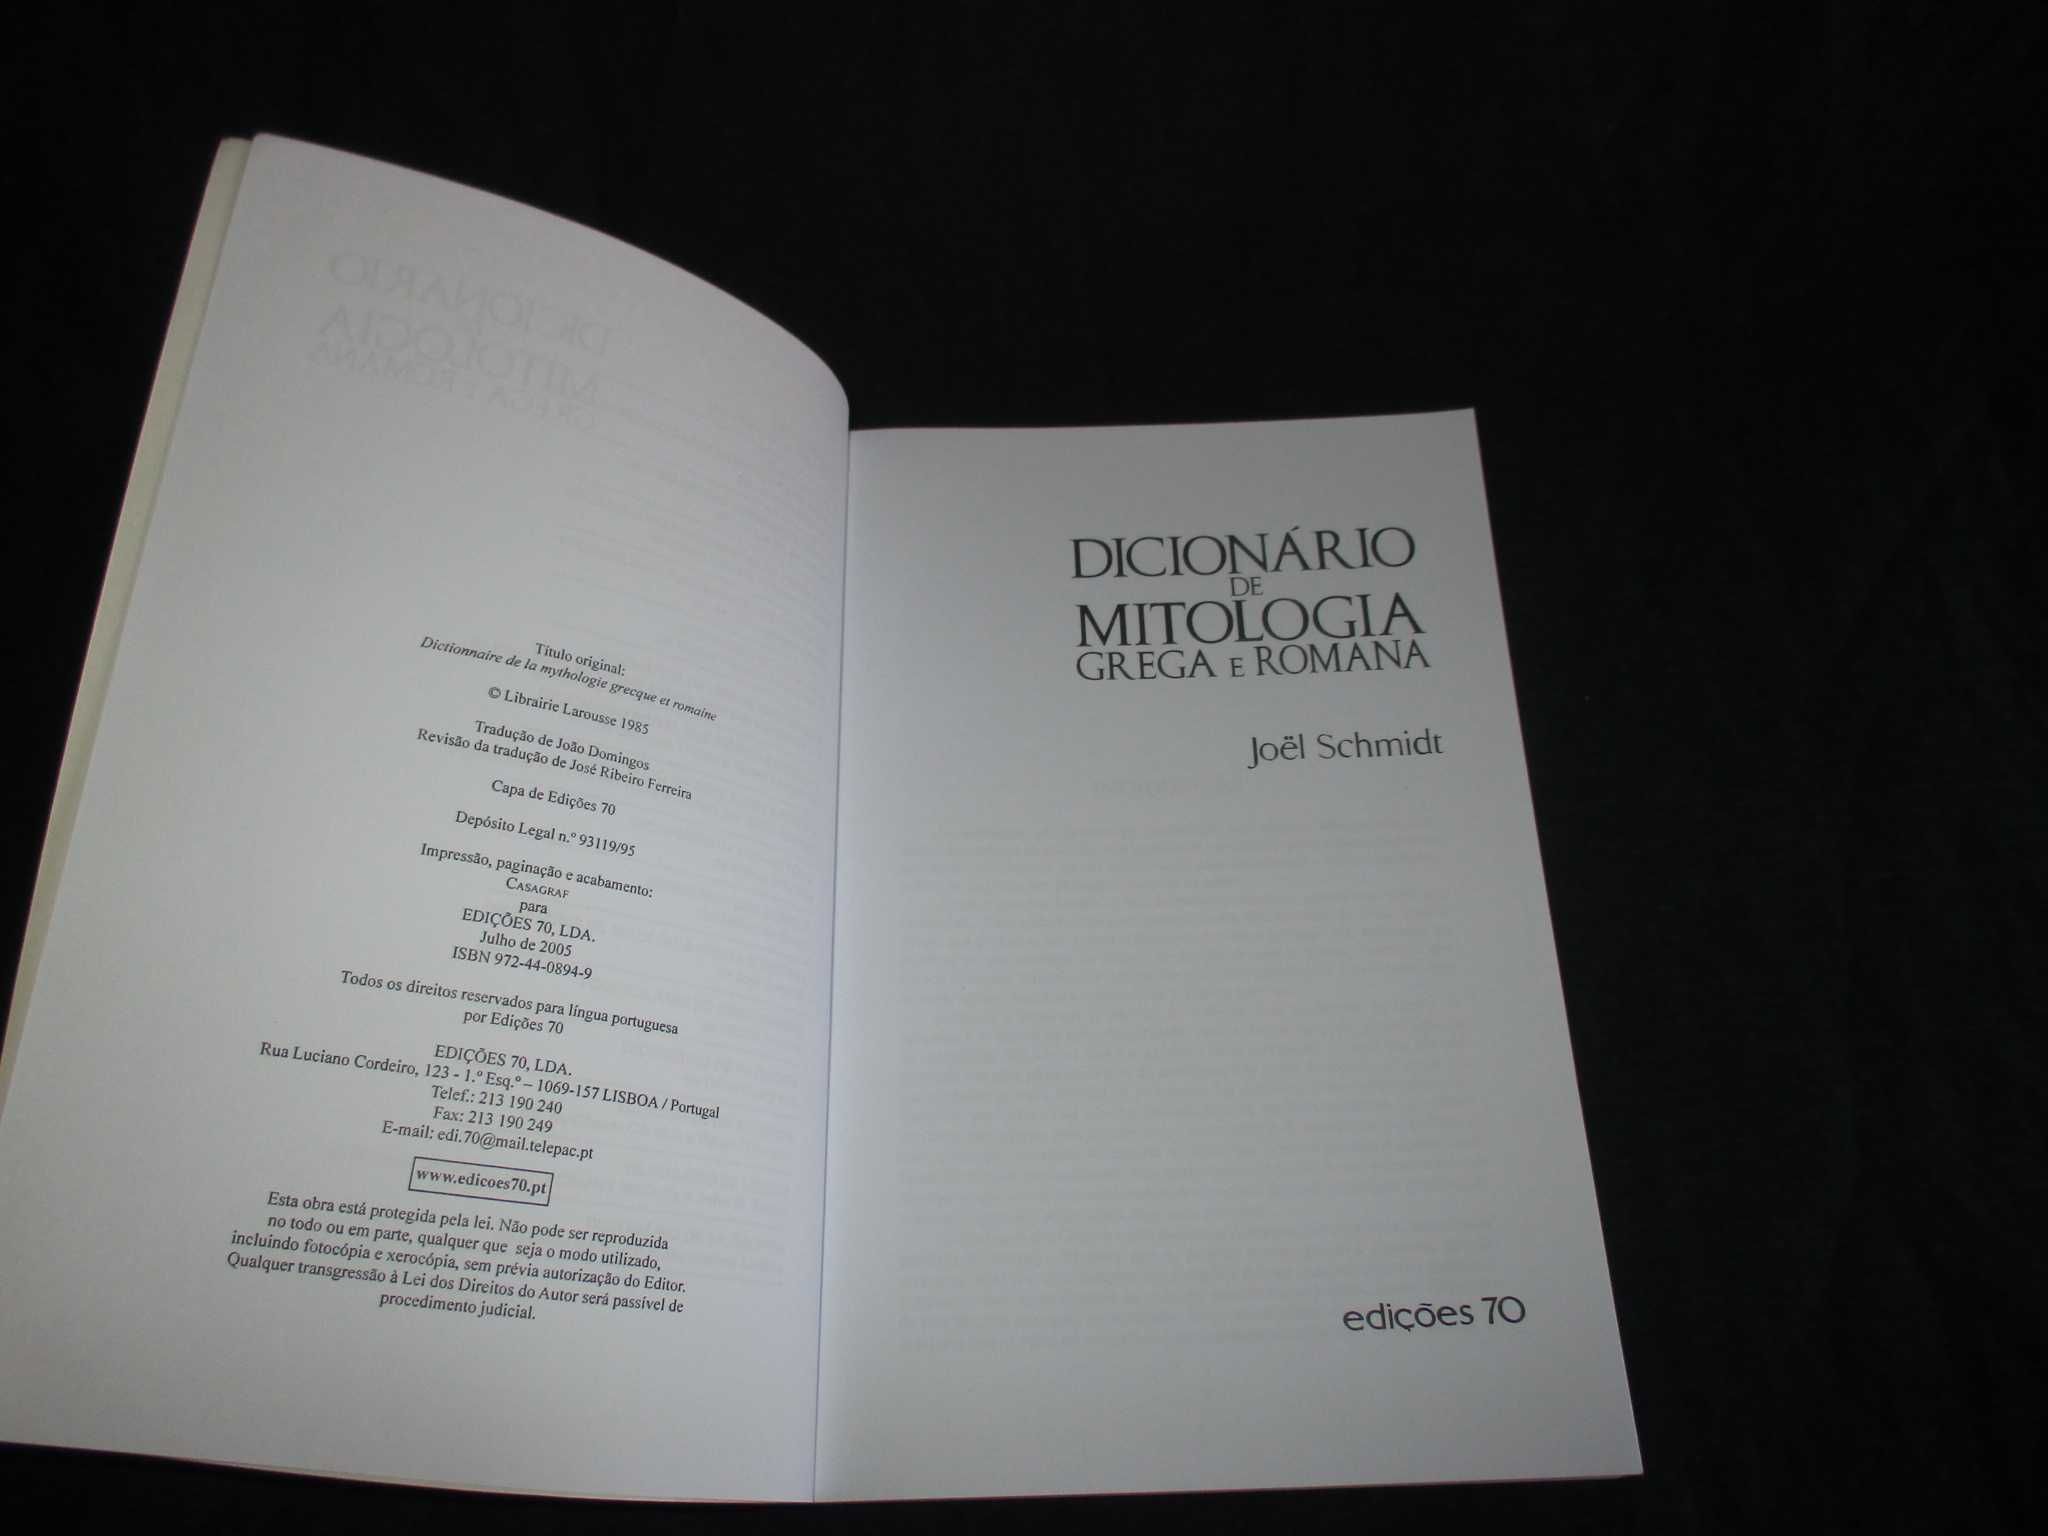 Título original:
Dictionnaire de la mythologie grecque et romaine
© Librairie Larousse 1985
Tradução de João Domingos
Revisão da tradução de José Ribeiro Ferreira
Capa de Edições 70
Depósito Legal n.º 93119/95
Impressão, paginação e acabamento:
CASAGRAF
para
EDIÇÕES 70, LDA.
Julho de 2005
ISBN 972-44-0894-9
Todos os direitos reservados para língua portuguesa
por Edições 70
EDIÇÕES 70, LDA.
Rua Luciano Cordeiro, 123 - 1.º Esq.º – 1069-157 LISBOA / Portugal
Telef.: 213 190 240
Fax: 213 190 249
E-mail: edi.70@mail.telepac.pt
www.edicoes70.pt
Esta obra está protegida pela lei. Não pode ser reproduzida
no todo ou em parte, qualquer que seja o modo utilizado,
incluindo fotocópia e xerocópia, sem prévia autorização do Editor.
Qualquer transgressão à Lei dos Direitos do Autor será passível de
procedimento judicial.
DICIONÁRIO
DE
MITOLOGIA
GREGA E ROMANA
Joël Schmidt
edições 70